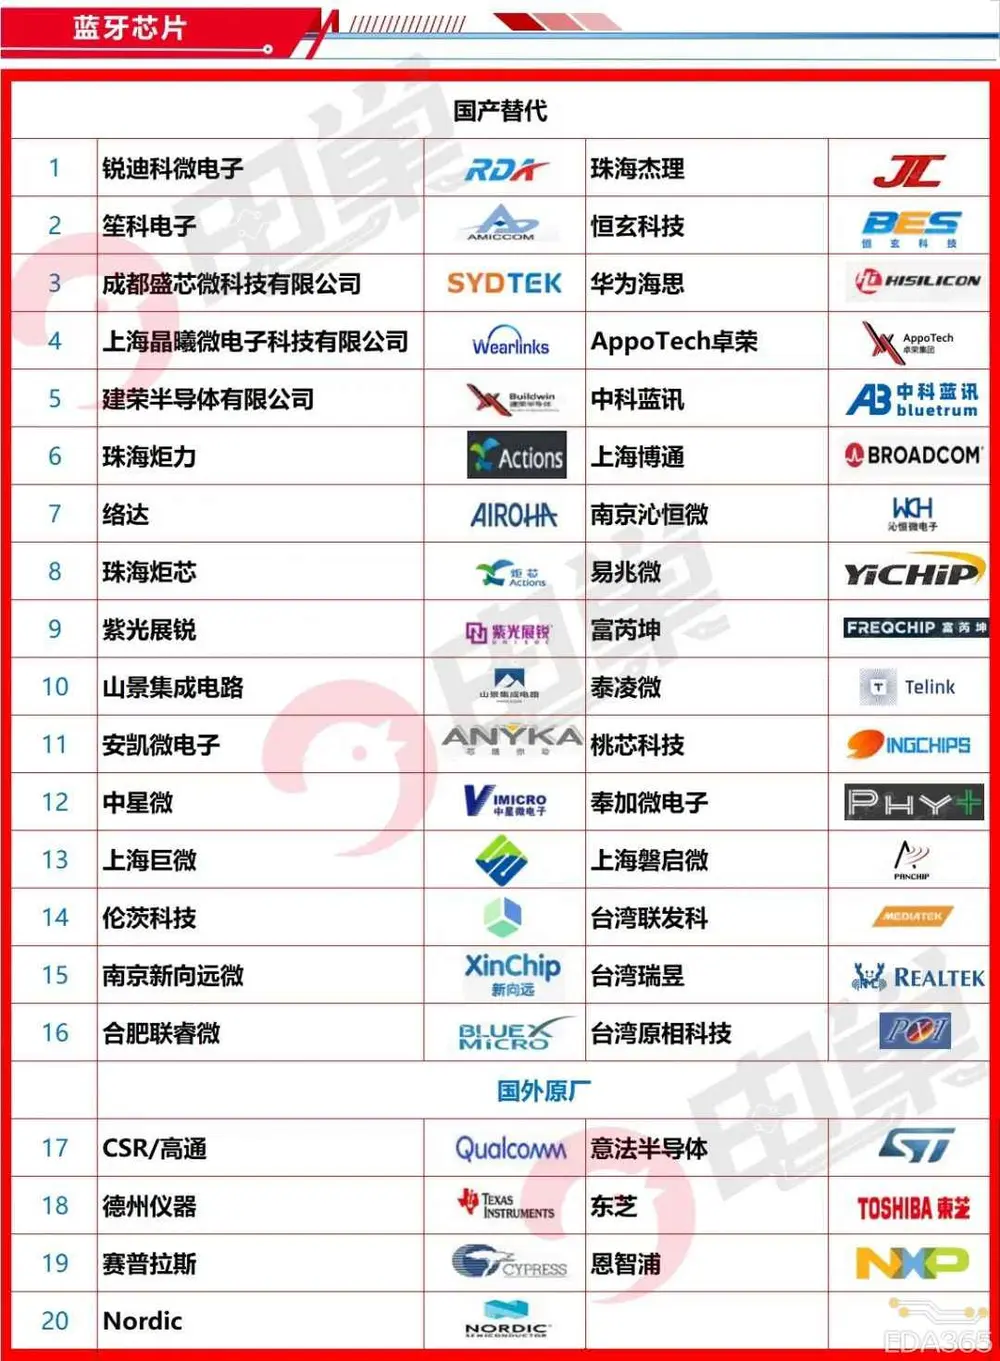 蓝牙芯片
国产替代
1 锐迪科微电子 RDA 珠海杰理 JL
2 笙科电子 AMICCOM 恒玄科技 BES 恒玄科技
3 成都盛芯微科技有限公司 SYDTEK 华为海思 HISILICON
4 上海晶曦微电子科技有限公司 Wearlinks AppoTech卓荣 AppoTech 卓荣集团
5 建荣半导体有限公司 Buildwin 建荣半导体 中科蓝讯 AB 中科蓝讯 bluetrum
6 珠海炬力 Actions 上海博通 BROADCOM
7 络达 AIROHA 南京沁恒微 WCH 沁恒微电子
8 珠海炬芯 炬芯 Actions 易兆微 YiCHiP
9 紫光展锐 紫光展锐 UNISOC 富芮坤 FREQCHIP 富芮坤
10 山景集成电路 山景集成电路 泰凌微 T Telink
11 安凯微电子 ANYKA 芯随你动 桃芯科技 INGCHIPS
12 中星微 VIMICRO 中星微电子 奉加微电子 PHY+
13 上海巨微 上海磐启微 PANCHIP
14 伦茨科技 台湾联发科 MEDIATEK
15 南京新向远微 XinChip 新向远 台湾瑞昱 REALTEK
16 合肥联睿微 BLUEX MICRO 台湾原相科技 PXI
国外原厂
17 CSR/高通 Qualcomm 意法半导体 ST
18 德州仪器 TEXAS INSTRUMENTS 东芝 TOSHIBA 東芝
19 赛普拉斯 CYPRESS 恩智浦 NXP
20 Nordic NORDIC SEMICONDUCTOR
EDA365